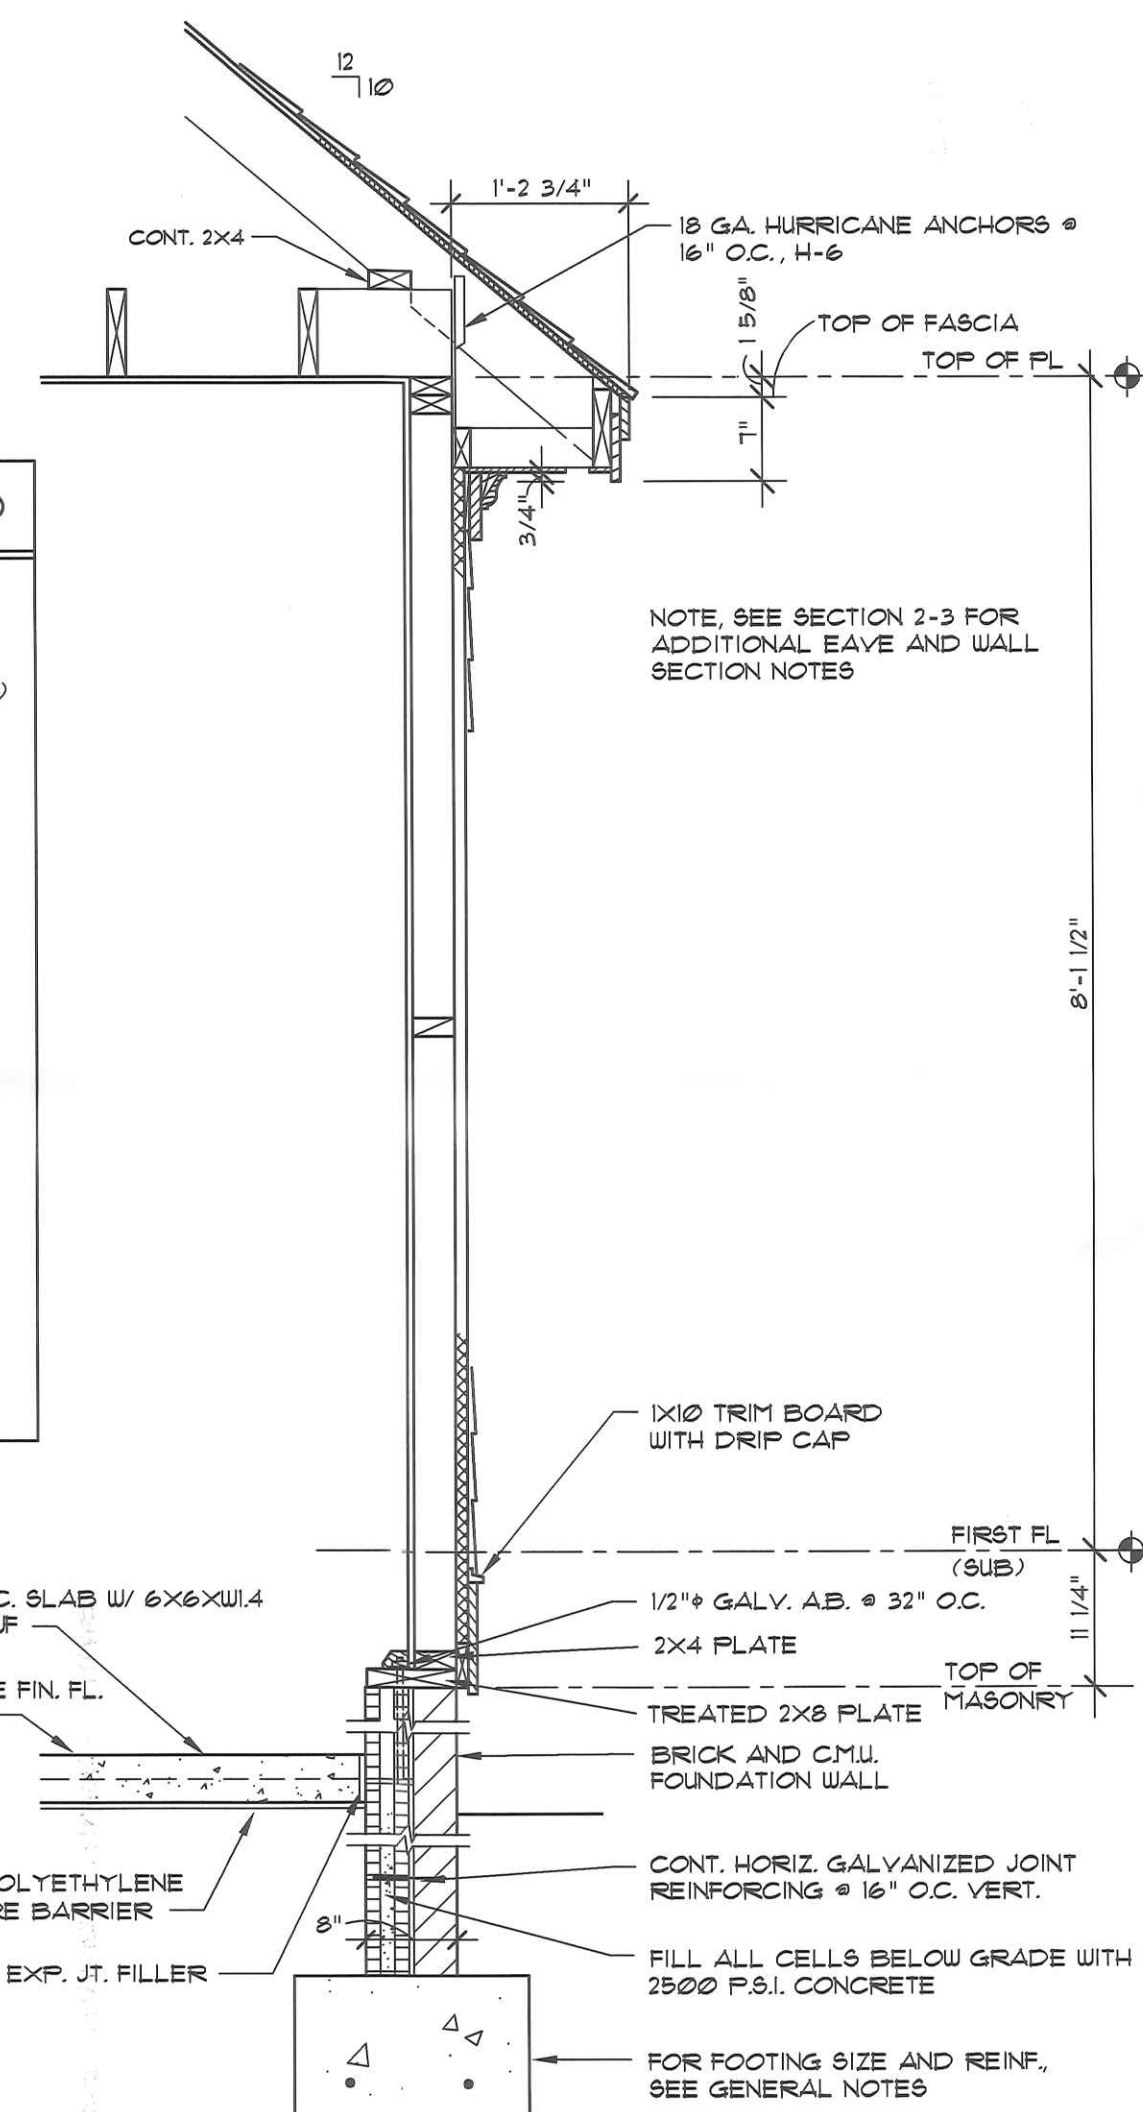 12
10
1'-2 3/4"
CONT. 2X4
18 GA. HURRICANE ANCHORS @
16" O.C., H-6
1 5/8"
TOP OF FASCIA
TOP OF PL
7"
3/4"
NOTE, SEE SECTION 2-3 FOR
ADDITIONAL EAVE AND WALL
SECTION NOTES
8'-1 1/2"
1X10 TRIM BOARD
WITH DRIP CAP
FIRST FL
(SUB)
C. SLAB W/ 6X6XW1.4
1/2"ϕ GALV. A.B. @ 32" O.C.
11 1/4"
2X4 PLATE
FIN. FL.
TOP OF
MASONRY
TREATED 2X8 PLATE
BRICK AND C.M.U.
FOUNDATION WALL
OLYETHYLENE
RE BARRIER
CONT. HORIZ. GALVANIZED JOINT
REINFORCING @ 16" O.C. VERT.
8"
EXP. JT. FILLER
FILL ALL CELLS BELOW GRADE WITH
2500 P.S.I. CONCRETE
FOR FOOTING SIZE AND REINF.,
SEE GENERAL NOTES